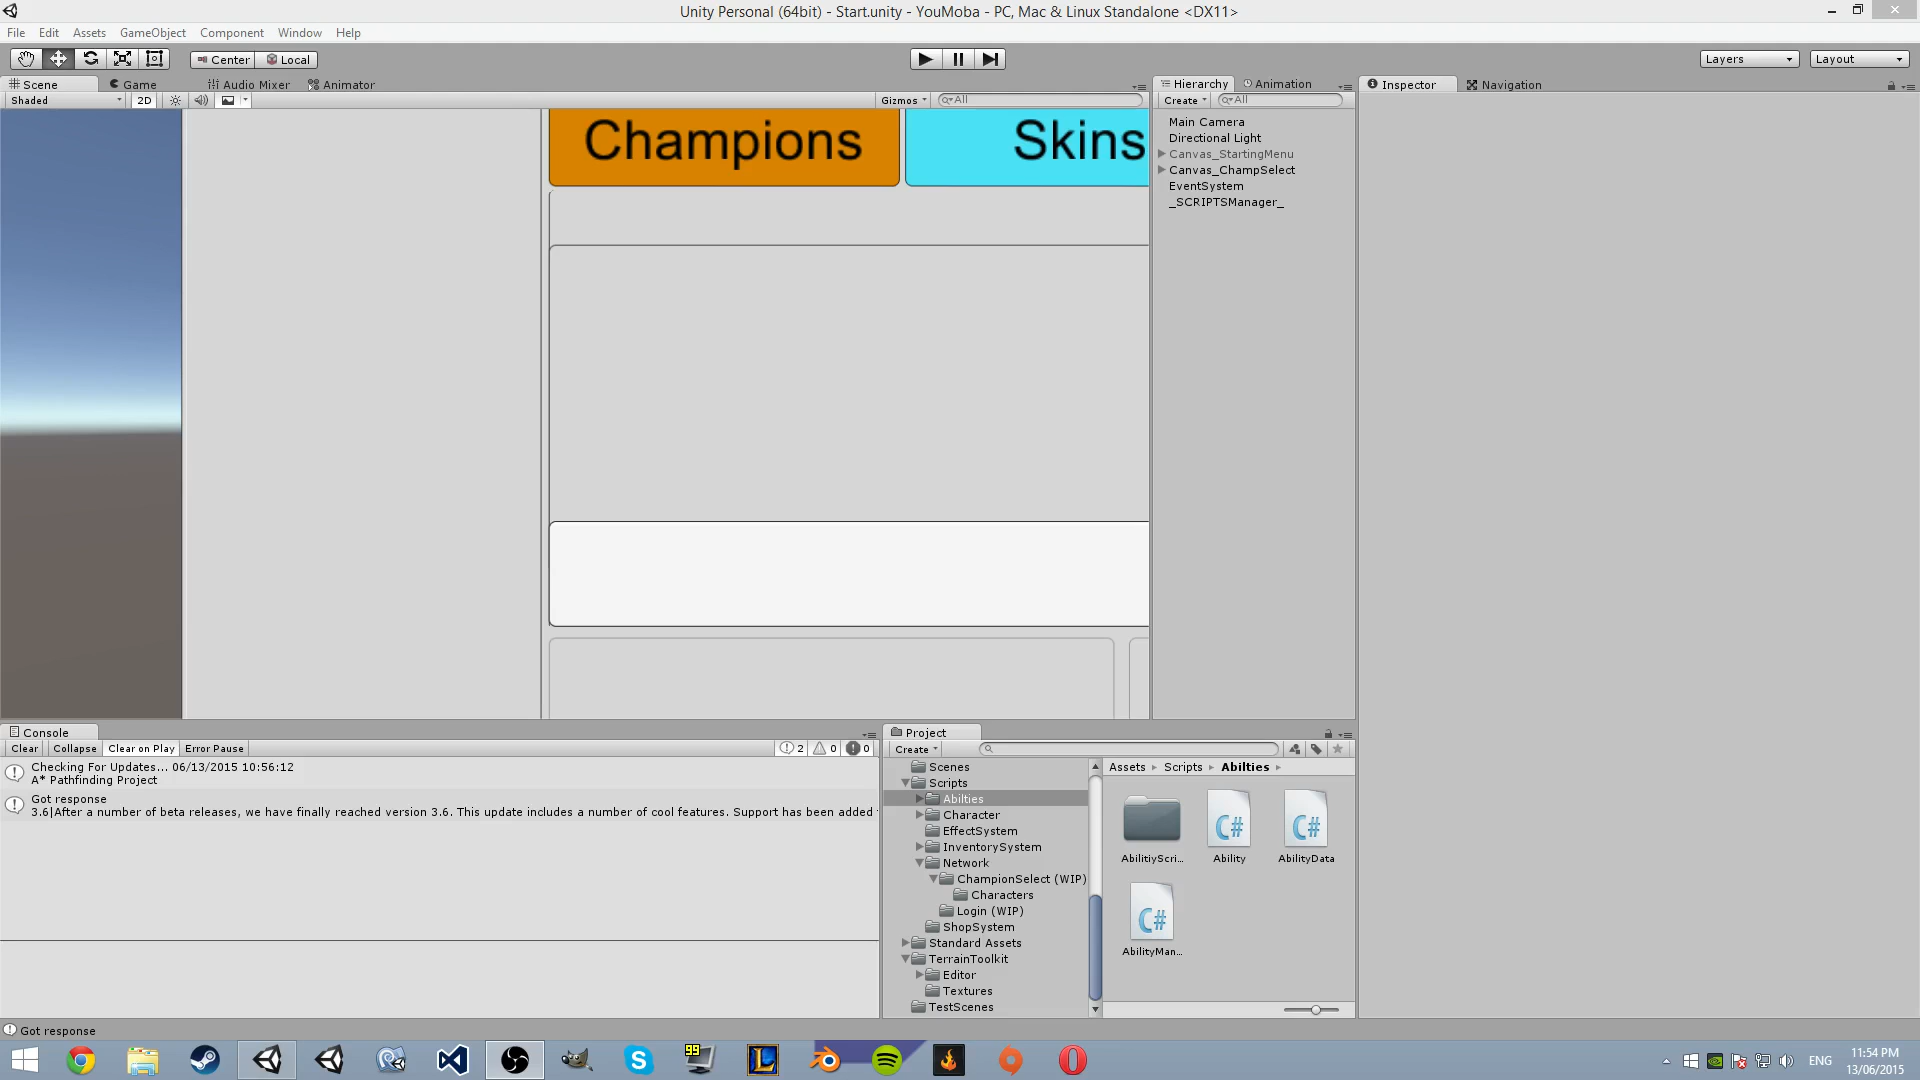 Unity Personal (64bit) - Start.unity - YouMoba - PC, Mac & Linux Standalone <DX11>
File Edit Assets GameObject Component Window Help
Center Local
Layers Layout
Scene Game Audio Mixer Animator
Hierarchy Animation
Inspector Navigation
Shaded 2D Gizmos All
Create All
Champions Skins
Main Camera
Directional Light
Canvas_StartingMenu
Canvas_ChampSelect
EventSystem
_SCRIPTSManager_
Console
Clear Collapse Clear on Play Error Pause 2 0 0
Checking For Updates... 06/13/2015 10:56:12
A* Pathfinding Project
Got response
3.6|After a number of beta releases, we have finally reached version 3.6. This update includes a number of cool features. Support has been added
Project
Create
Scenes
Scripts
Abilties
Character
EffectSystem
InventorySystem
Network
ChampionSelect (WIP)
Characters
Login (WIP)
ShopSystem
Standard Assets
TerrainToolkit
Editor
Textures
TestScenes
Assets Scripts Abilties
C# C#
AbilitiyScri... Ability AbilityData
C#
AbilityMan...
Got response
99
L
ENG
11:54 PM
13/06/2015